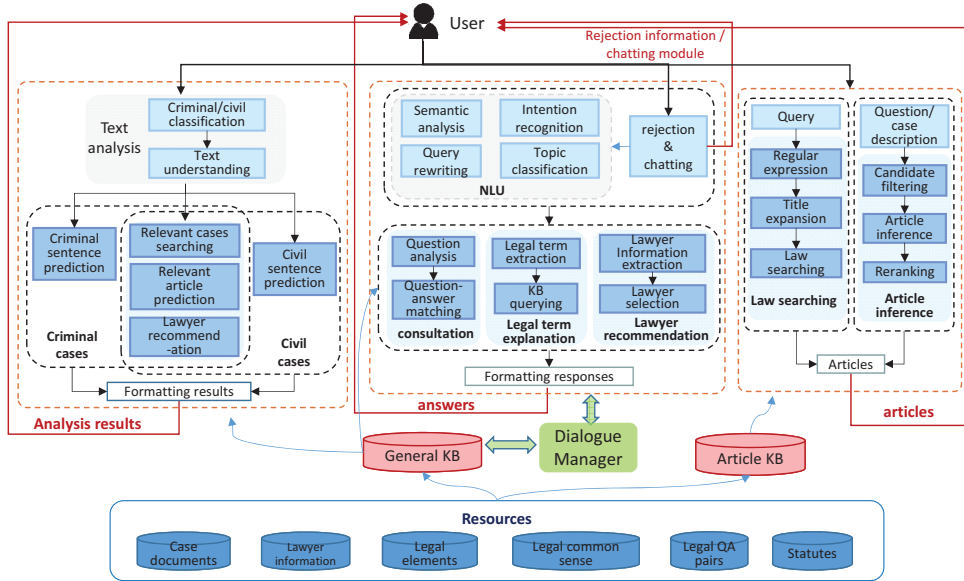 User
Rejection information /
chatting module
Text
analysis
Criminal/civil
classification
Text
understanding
Criminal
sentence
prediction
Relevant cases
searching
Relevant
article
prediction
Lawyer
recommend
-ation
Civil
sentence
prediction
Criminal
cases
Civil
cases
Formatting results
Analysis results
Semantic
analysis
Intention
recognition
Query
rewriting
Topic
classification
NLU
rejection
&
chatting
Question
analysis
Question-
answer
matching
consultation
Legal term
extraction
KB
querying
Legal term
explanation
Lawyer
Information
extraction
Lawyer
selection
Lawyer
recommendation
Formatting responses
answers
Query
Regular
expression
Title
expansion
Law
searching
Law searching
Question/
case
description
Candidate
filtering
Article
inference
Reranking
Article
inference
Articles
articles
General KB
Dialogue
Manager
Article KB
Resources
Case
documents
Lawyer
information
Legal
elements
Legal common
sense
Legal QA
pairs
Statutes